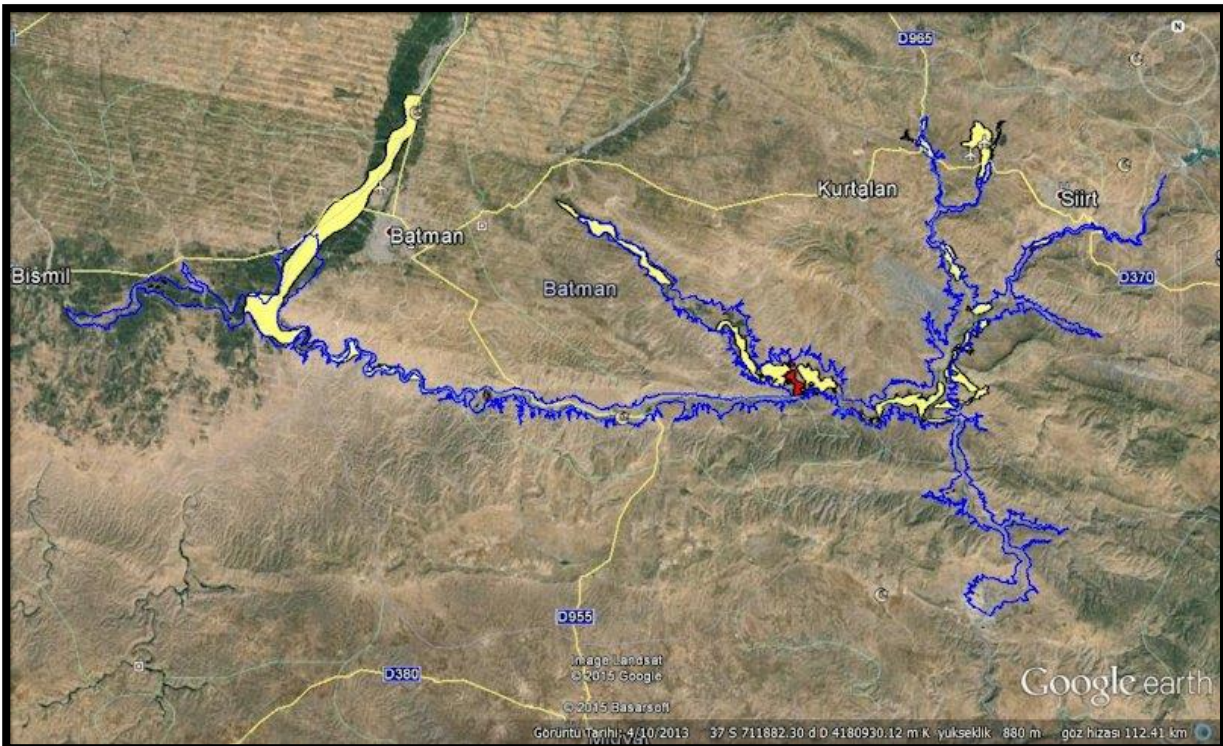 D965
Kurtalan
Siirt
Batman
Bismil
D370
Batman
D955
D380
Image Landsat
© 2015 Google
© 2015 Basarsoft
Google earth
Görüntü Tarihi: 4/10/2013 37 S 711882.30 d D 4180930.12 m K yükseklik 880 m göz hizası 112.41 km
N